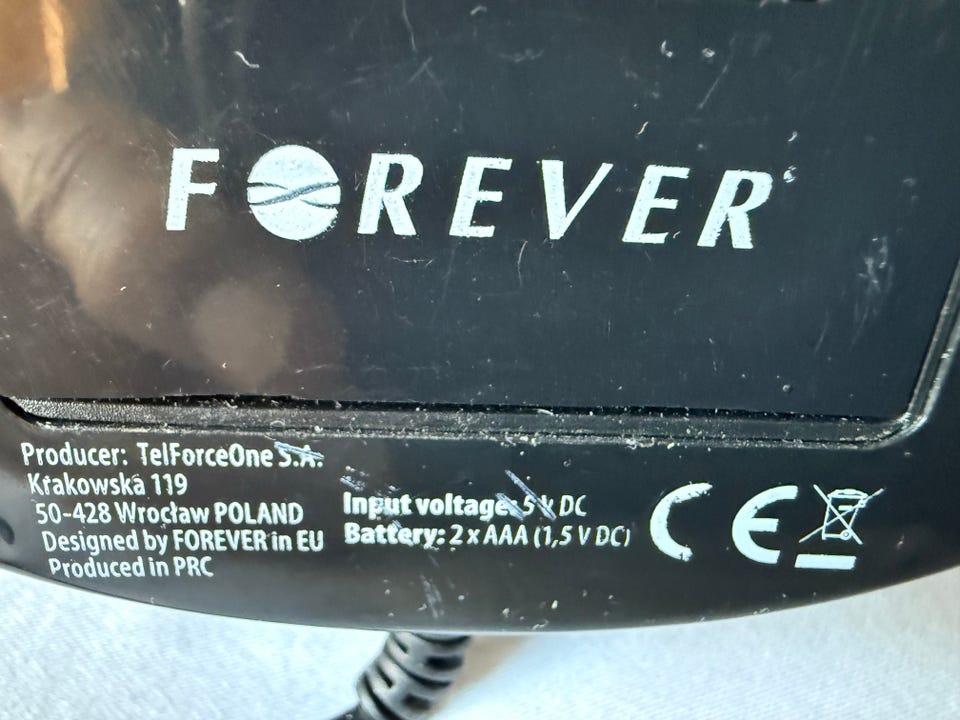 FOREVER
Producer: TelForceOne S.A.
Krakowska 119
50-428 Wrocław POLAND
Designed by FOREVER in EU
Produced in PRC
Input voltage: 5 V DC
Battery: 2 x AAA (1,5 V DC)
CE